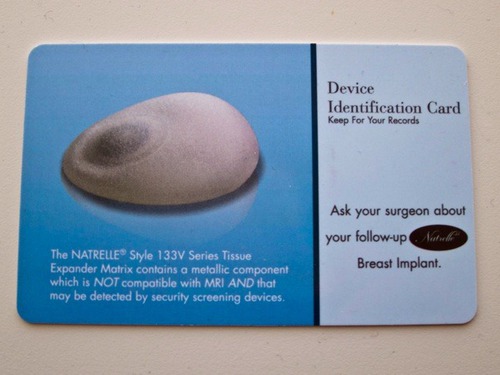 Device
Identification Card
Keep For Your Records
Ask your surgeon about
your follow-up Natrelle®
Breast Implant.
The NATRELLE® Style 133V Series Tissue
Expander Matrix contains a metallic component
which is NOT compatible with MRI AND that
may be detected by security screening devices.